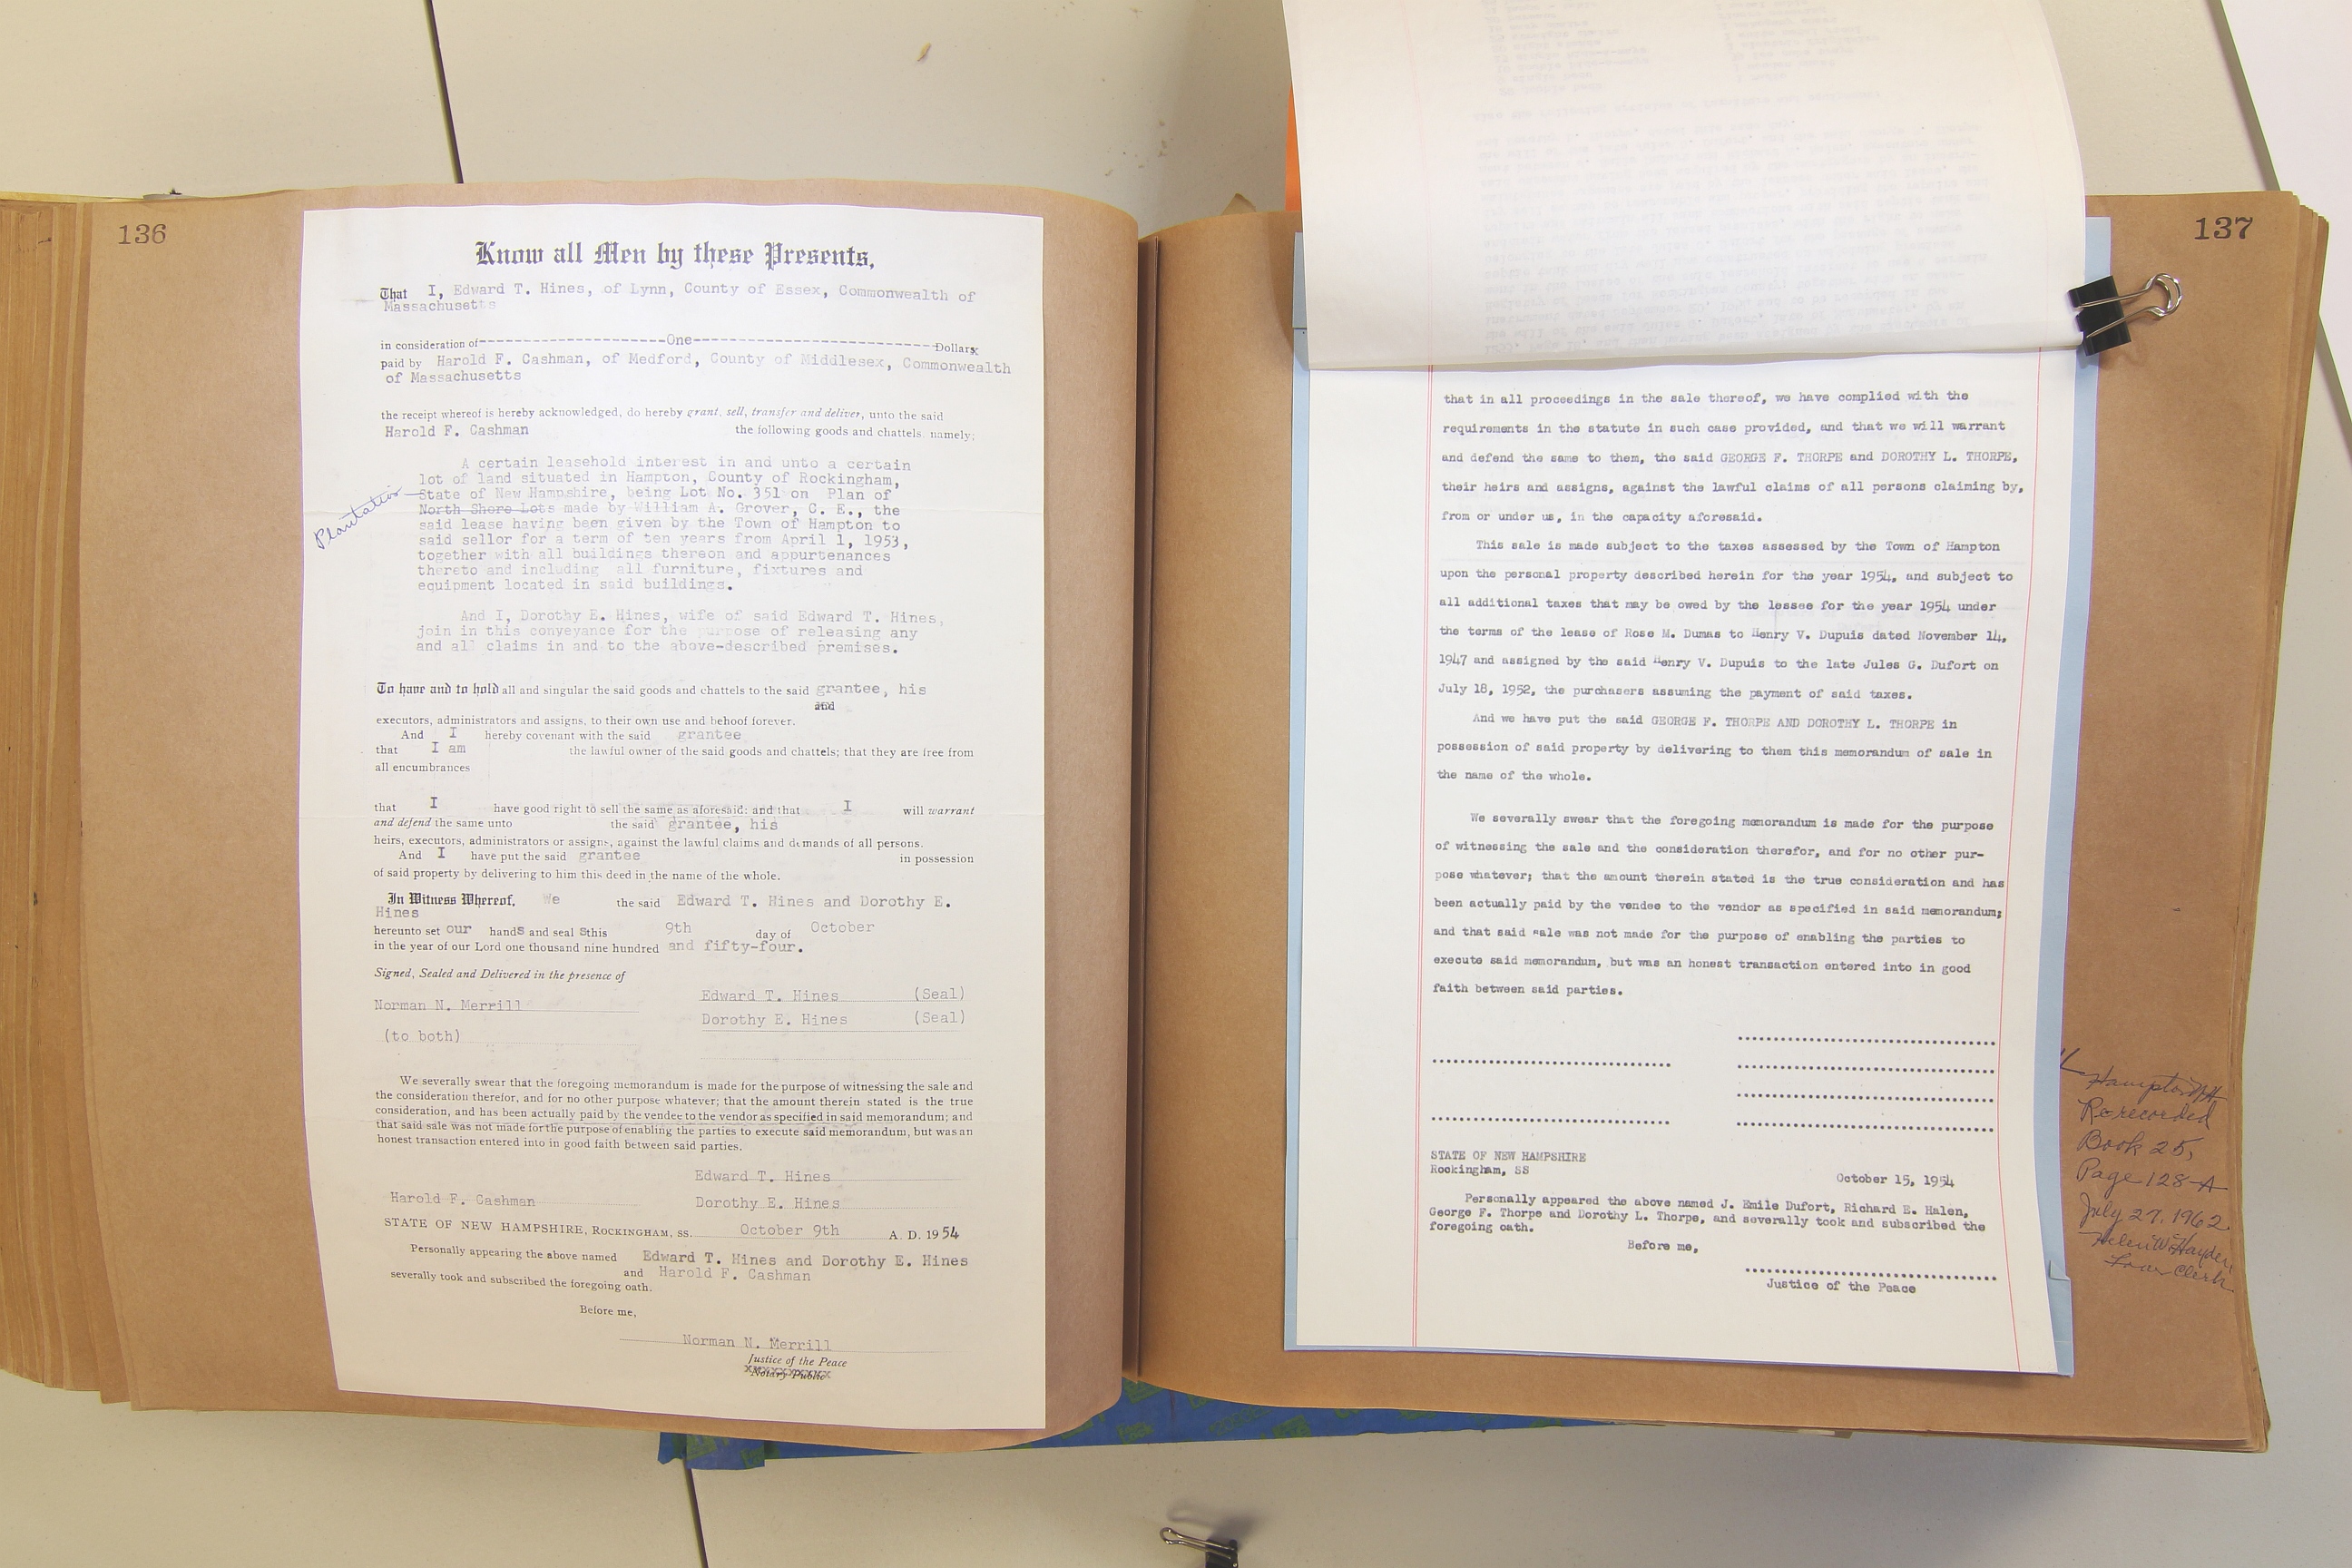 136
Know all Men by these Presents,
That I, Edward T. Hines, of Lynn, County of Essex, Commonwealth of
Massachusetts
in consideration of---------------------One---------------------------Dollarx
paid by Harold F. Cashman, of Medford, County of Middlesex, Commonwealth
of Massachusetts
the receipt whereof is hereby acknowledged, do hereby grant, sell, transfer and deliver, unto the said
Harold F. Cashman the following goods and chattels, namely;
A certain leasehold interest in and unto a certain
lot of land situated in Hampton, County of Rockingham,
State of New Hampshire, being Lot No. 351 on Plan of
Plantation
North Shore Lots made by William A. Grover, C. E., the
said lease having been given by the Town of Hampton to
said sellor for a term of ten years from April 1, 1953,
together with all buildings thereon and appurtenances
thereto and including all furniture, fixtures and
equipment located in said buildings.
And I, Dorothy E. Hines, wife of said Edward T. Hines,
join in this conveyance for the purpose of releasing any
and all claims in and to the above-described premises.
To have and to hold all and singular the said goods and chattels to the said grantee, his
and
executors, administrators and assigns, to their own use and behoof forever.
And I hereby covenant with the said grantee
that I am the lawful owner of the said goods and chattels; that they are free from
all encumbrances
that I have good right to sell the same as aforesaid: and that I will warrant
and defend the same unto the said grantee, his
heirs, executors, administrators or assigns, against the lawful claims and demands of all persons.
And I have put the said grantee in possession
of said property by delivering to him this deed in the name of the whole.
In Witness Whereof, We the said Edward T. Hines and Dorothy E.
Hines
hereunto set our hands and seal sthis 9th day of October
in the year of our Lord one thousand nine hundred and fifty-four.
Signed, Sealed and Delivered in the presence of
Edward T. Hines (Seal)
Norman N. Merrill
Dorothy E. Hines (Seal)
(to both)
We severally swear that the foregoing memorandum is made for the purpose of witnessing the sale and
the consideration therefor, and for no other purpose whatever; that the amount therein stated is the true
consideration, and has been actually paid by the vendee to the vendor as specified in said memorandum; and
that said sale was not made for the purpose of enabling the parties to execute said memorandum, but was an
honest transaction entered into in good faith between said parties.
Edward T. Hines
Harold F. Cashman Dorothy E. Hines
STATE OF NEW HAMPSHIRE, ROCKINGHAM, SS. October 9th A. D. 1954
Personally appearing the above named Edward T. Hines and Dorothy E. Hines
and Harold F. Cashman
severally took and subscribed the foregoing oath.
Before me,
Norman N. Merrill
Justice of the Peace
Notary Public
137
that in all proceedings in the sale thereof, we have complied with the
requirements in the statute in such case provided, and that we will warrant
and defend the same to them, the said GEORGE F. THORPE and DOROTHY L. THORPE,
their heirs and assigns, against the lawful claims of all persons claiming by,
from or under us, in the capacity aforesaid.
This sale is made subject to the taxes assessed by the Town of Hampton
upon the personal property described herein for the year 1954, and subject to
all additional taxes that may be owed by the lessee for the year 1954 under
the terms of the lease of Rose M. Dumas to Henry V. Dupuis dated November 14,
1947 and assigned by the said Henry V. Dupuis to the late Jules G. Dufort on
July 18, 1952, the purchasers assuming the payment of said taxes.
And we have put the said GEORGE F. THORPE AND DOROTHY L. THORPE in
possession of said property by delivering to them this memorandum of sale in
the name of the whole.
We severally swear that the foregoing memorandum is made for the purpose
of witnessing the sale and the consideration therefor, and for no other pur-
pose whatever; that the amount therein stated is the true consideration and has
been actually paid by the vendee to the vendor as specified in said memorandum;
and that said sale was not made for the purpose of enabling the parties to
execute said memorandum, but was an honest transaction entered into in good
faith between said parties.
STATE OF NEW HAMPSHIRE
Rockingham, SS October 15, 1954
Personally appeared the above named J. Emile Dufort, Richard E. Halen,
George F. Thorpe and Dorothy L. Thorpe, and severally took and subscribed the
foregoing oath.
Before me,
Justice of the Peace
Hampton NH
Re-recorded
Book 25,
Page 128-A
July 27, 1962
Helen W. Hayden
Town Clerk